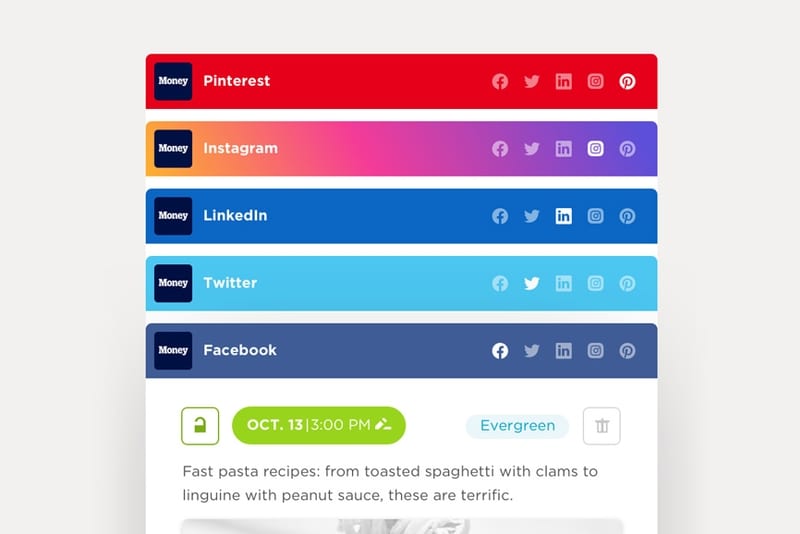 Money Pinterest
Money Instagram
Money LinkedIn
Money Twitter
Money Facebook
OCT. 13|3:00 PM Evergreen
Fast pasta recipes: from toasted spaghetti with clams to
linguine with peanut sauce, these are terrific.